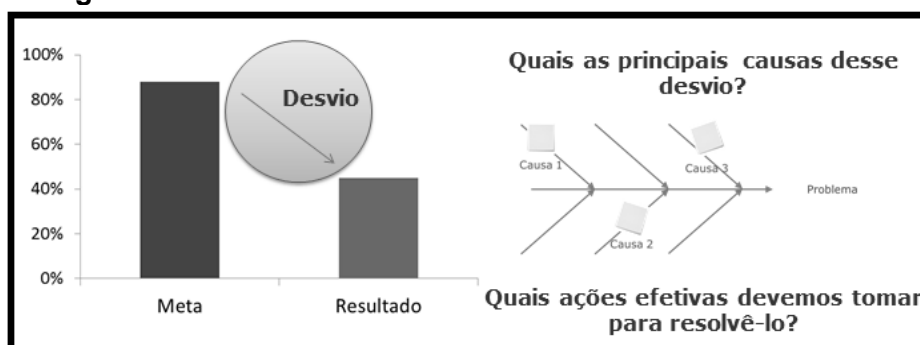 100%
80%
60%
40%
20%
0%
Desvio
Meta
Resultado
Quais as principais causas desse
desvio?
Causa 1
Causa 3
Problema
Causa 2
Quais ações efetivas devemos tomar
para resolvê-lo?